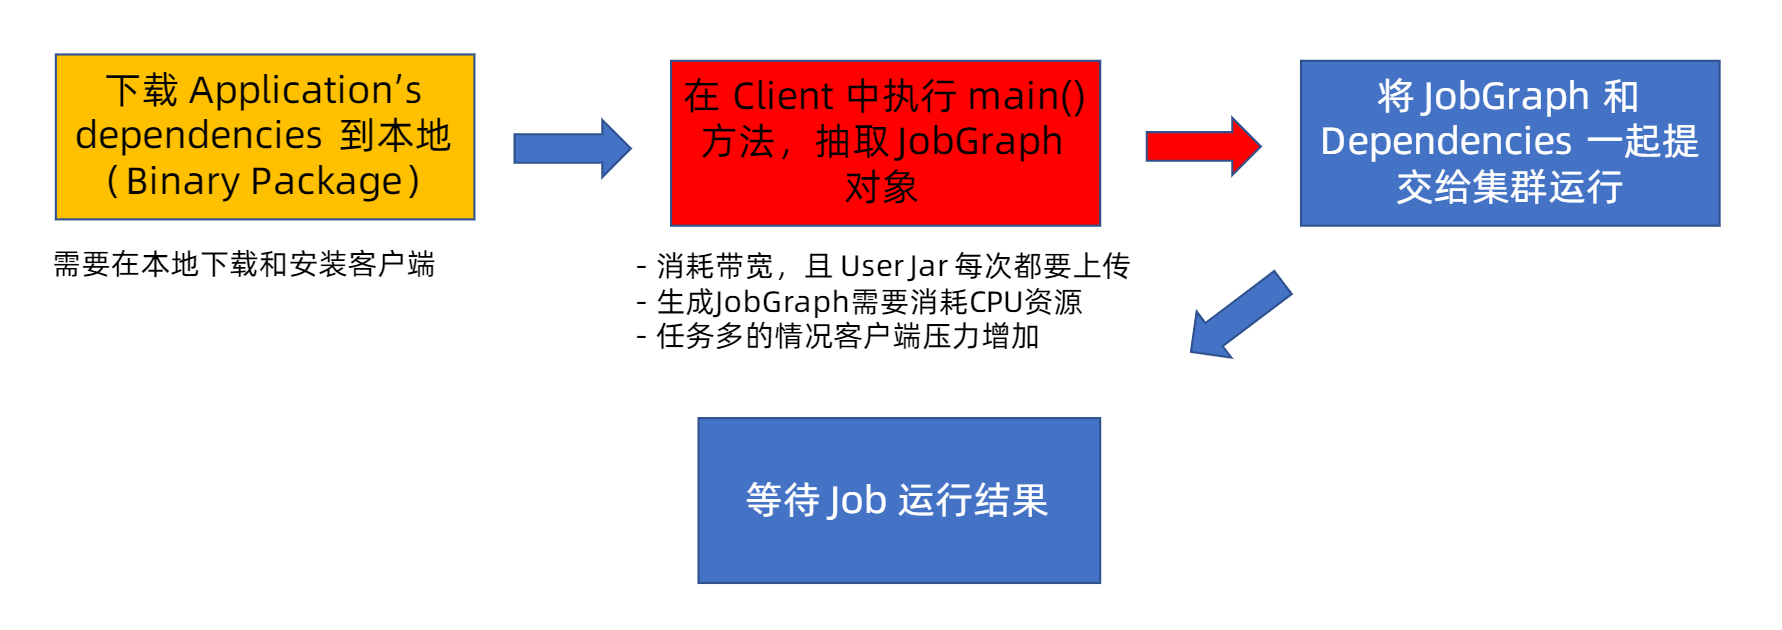 下载 Application’s
dependencies 到本地
（Binary Package）
需要在本地下载和安装客户端
在 Client 中执行 main()
方法，抽取 JobGraph
对象
- 消耗带宽，且 User Jar 每次都要上传
- 生成JobGraph需要消耗CPU资源
- 任务多的情况客户端压力增加
将 JobGraph 和
Dependencies 一起提
交给集群运行
等待 Job 运行结果